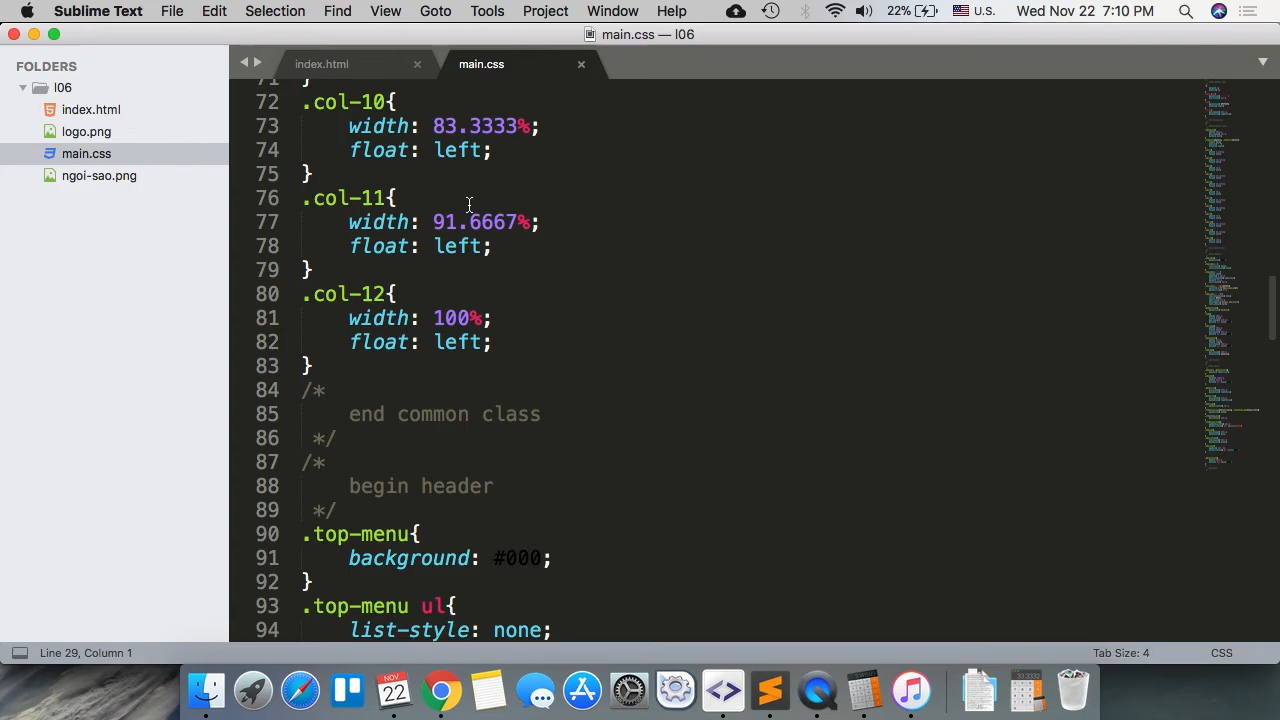 Sublime Text File Edit Selection Find View Goto Tools Project Window Help 22% U.S. Wed Nov 22 7:10 PM
main.css — l06
FOLDERS
l06
index.html
logo.png
main.css
ngoi-sao.png
index.html × main.css ×
71 }
72 .col-10{
73 width: 83.3333%;
74 float: left;
75 }
76 .col-11{
77 width: 91.6667%;
78 float: left;
79 }
80 .col-12{
81 width: 100%;
82 float: left;
83 }
84 /*
85 end common class
86 */
87 /*
88 begin header
89 */
90 .top-menu{
91 background: #000;
92 }
93 .top-menu ul{
94 list-style: none;
Line 29, Column 1 Tab Size: 4 CSS
NOV
22